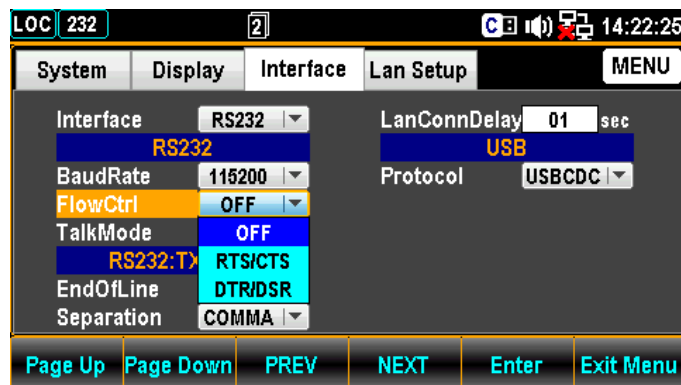 LOC 232 2 C 14:22:25
System Display Interface Lan Setup MENU
Interface RS232 LanConnDelay 01 sec
RS232 USB
BaudRate 115200 Protocol USBCDC
FlowCtrl OFF
TalkMode OFF
RS232:TX RTS/CTS
EndOfLine DTR/DSR
Separation COMMA
Page Up Page Down PREV NEXT Enter Exit Menu